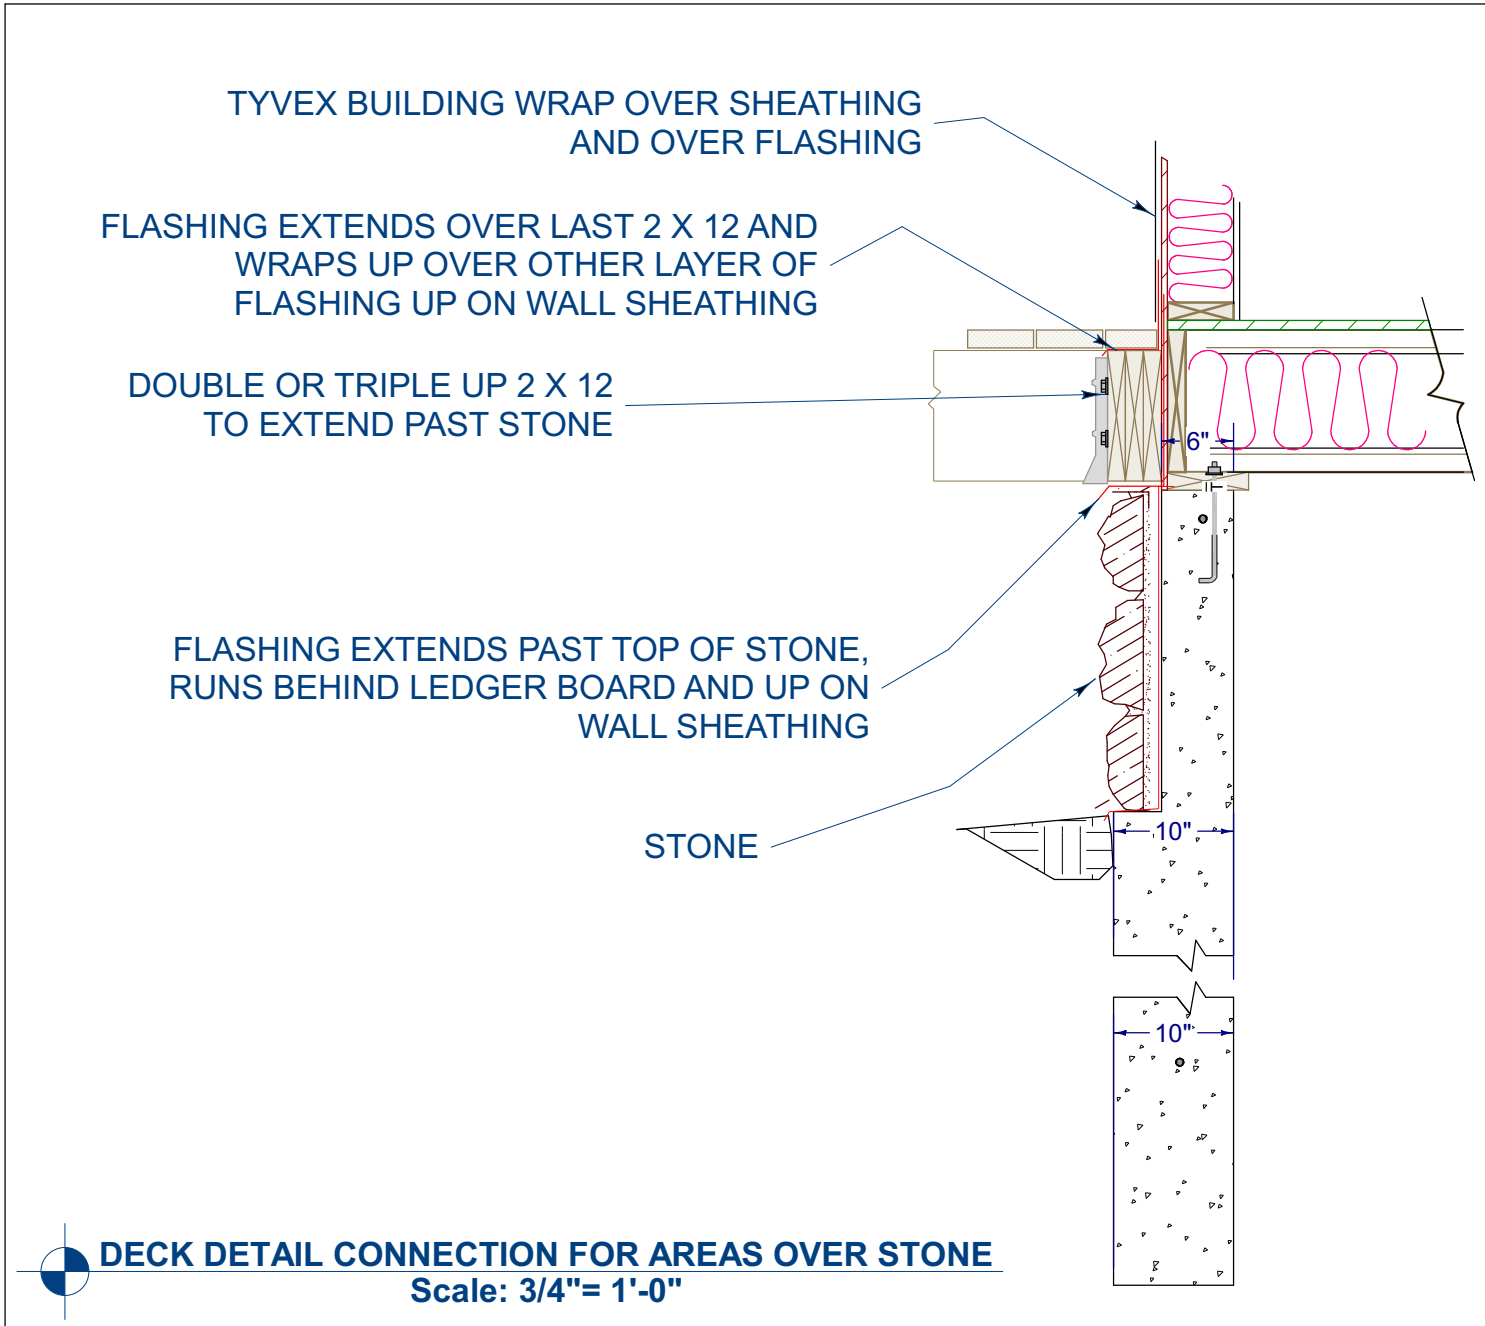 TYVEX BUILDING WRAP OVER SHEATHING
AND OVER FLASHING
FLASHING EXTENDS OVER LAST 2 X 12 AND
WRAPS UP OVER OTHER LAYER OF
FLASHING UP ON WALL SHEATHING
DOUBLE OR TRIPLE UP 2 X 12
TO EXTEND PAST STONE
6"
FLASHING EXTENDS PAST TOP OF STONE,
RUNS BEHIND LEDGER BOARD AND UP ON
WALL SHEATHING
STONE
10"
10"
DECK DETAIL CONNECTION FOR AREAS OVER STONE
Scale: 3/4"= 1'-0"